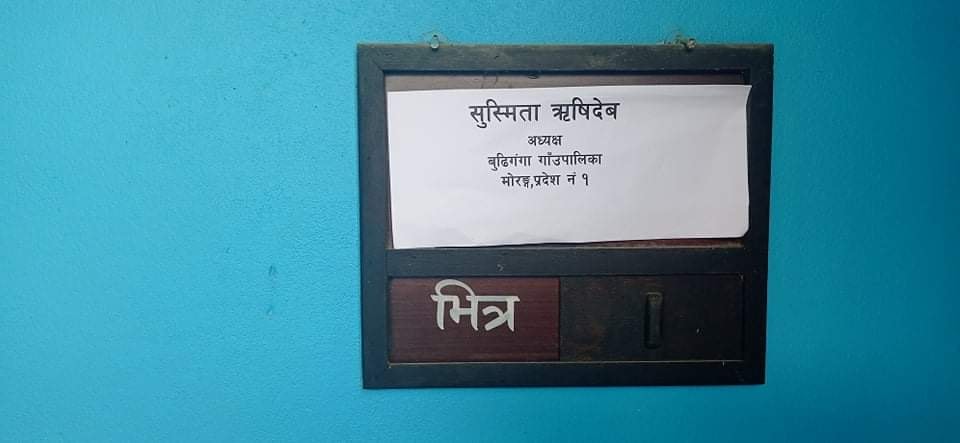 सुस्मिता ऋषिदेब
अध्यक्ष
बुढिगंगा गाँउपालिका
मोरङ्ग,प्रदेश नं १
भित्र